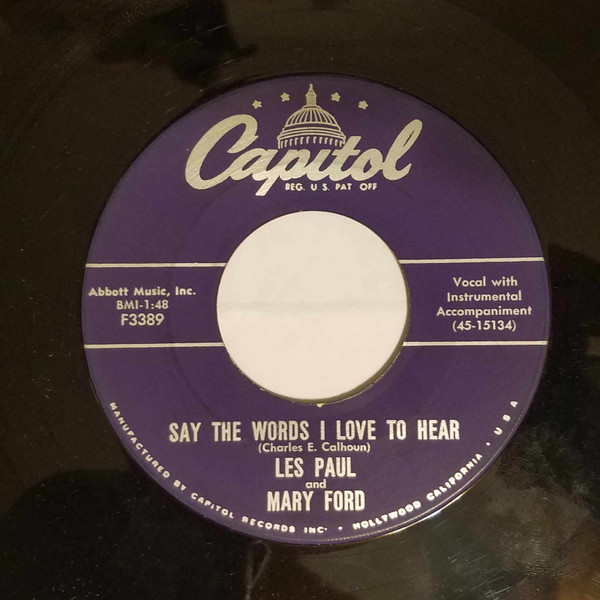 Capitol
REG. U.S. PAT OFF
Abbott Music, Inc.
BMI-1:48
F3389
Vocal with
Instrumental
Accompaniment
(45-15134)
SAY THE WORDS I LOVE TO HEAR
(Charles E. Calhoun)
LES PAUL
and
MARY FORD
MANUFACTURED BY CAPITOL RECORDS INC. • HOLLYWOOD CALIFORNIA • USA